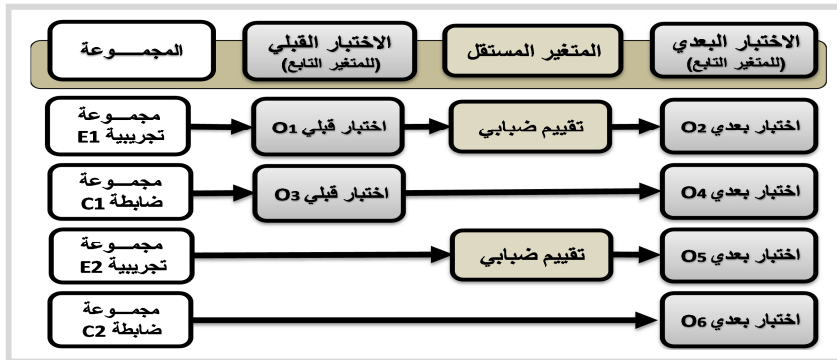 المجمـــــوعة
الاختبار القبلي
(للمتغير التابع)
المتغير المستقل
الاختبار البعدي
(للمتغير التابع)
مجمـــوعة
تجريبية E1
اختبار قبلي O1
تقييم ضبابي
اختبار بعدي O2
مجمـــوعة
ضابطة C1
اختبار قبلي O3
اختبار بعدي O4
مجمـــوعة
تجريبية E2
تقييم ضبابي
اختبار بعدي O5
مجمـــوعة
ضابطة C2
اختبار بعدي O6